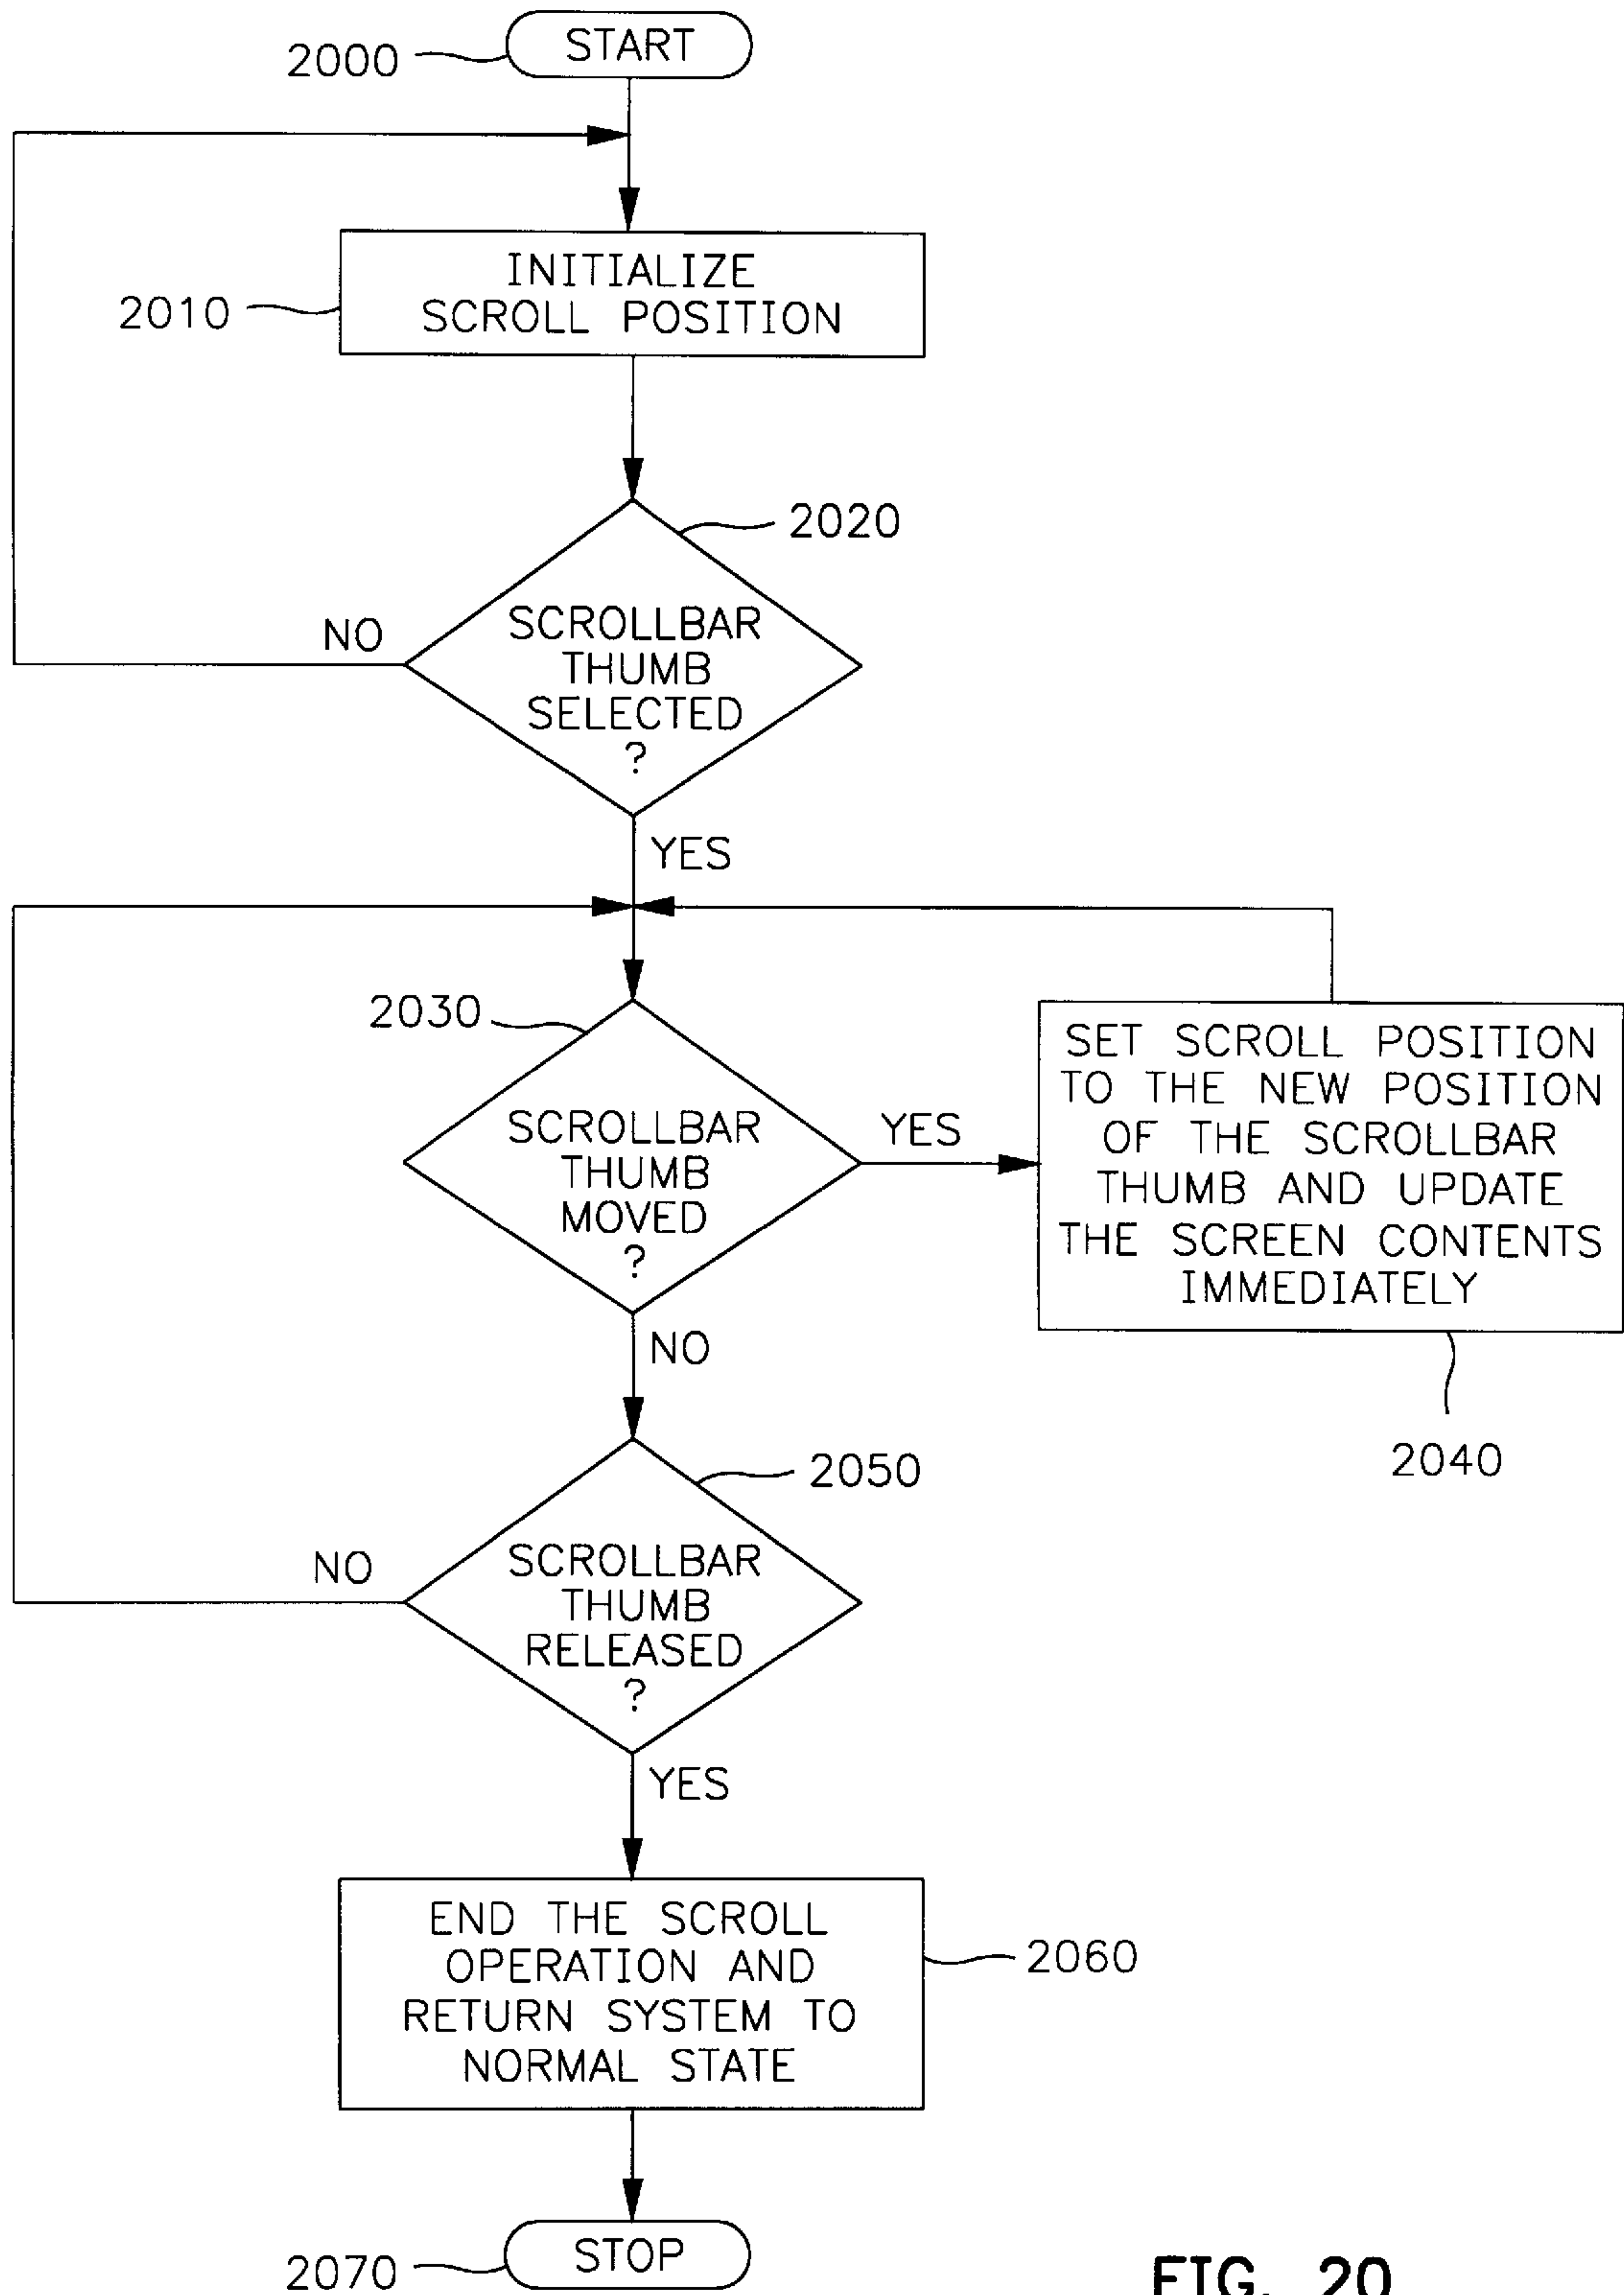 START
2000
INITIALIZE
SCROLL POSITION
2010
2020
SCROLLBAR
THUMB
SELECTED
?
NO
YES
2030
SCROLLBAR
THUMB
MOVED
?
YES
SET SCROLL POSITION
TO THE NEW POSITION
OF THE SCROLLBAR
THUMB AND UPDATE
THE SCREEN CONTENTS
IMMEDIATELY
2040
NO
2050
SCROLLBAR
THUMB
RELEASED
?
NO
YES
END THE SCROLL
OPERATION AND
RETURN SYSTEM TO
NORMAL STATE
2060
STOP
2070
FIG. 20